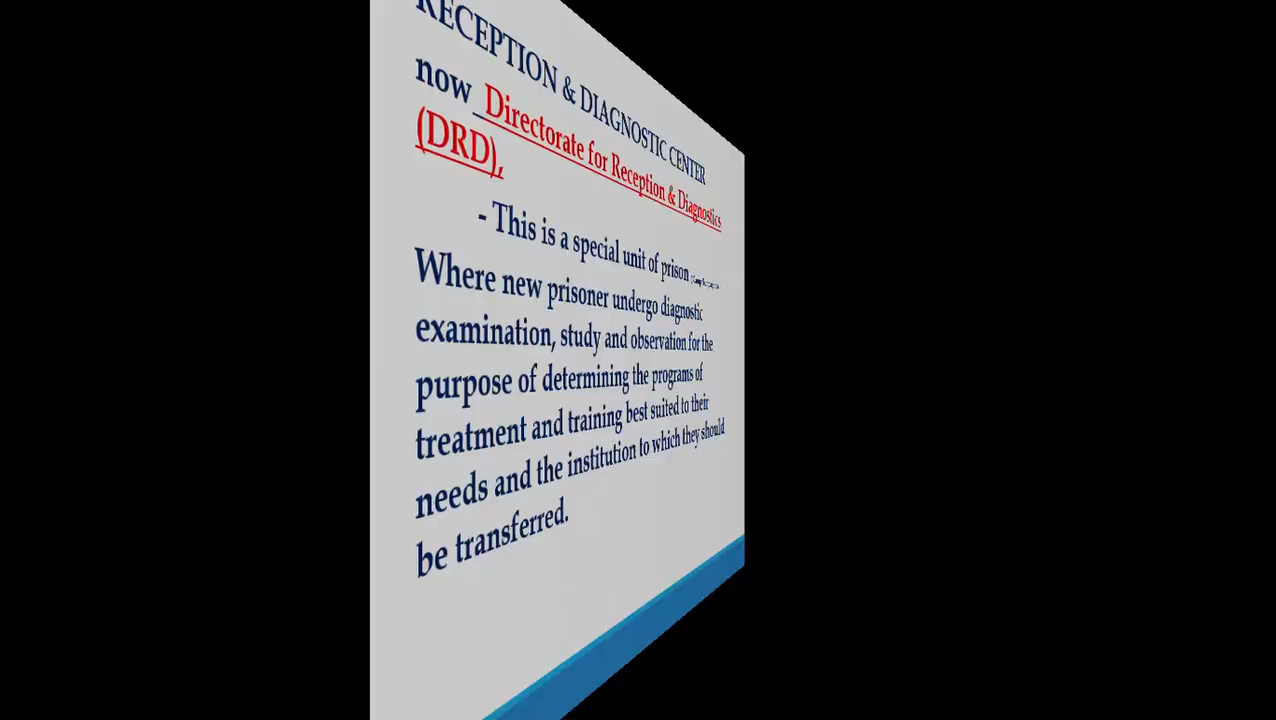 RECEPTION & DIAGNOSTIC CENTER
now Directorate for Reception & Diagnostics
(DRD),
- This is a special unit of prison
Where new prisoner undergo diagnostic
examination, study and observation for the
purpose of determining the programs of
treatment and training best suited to their
needs and the institution to which they should
be transferred.